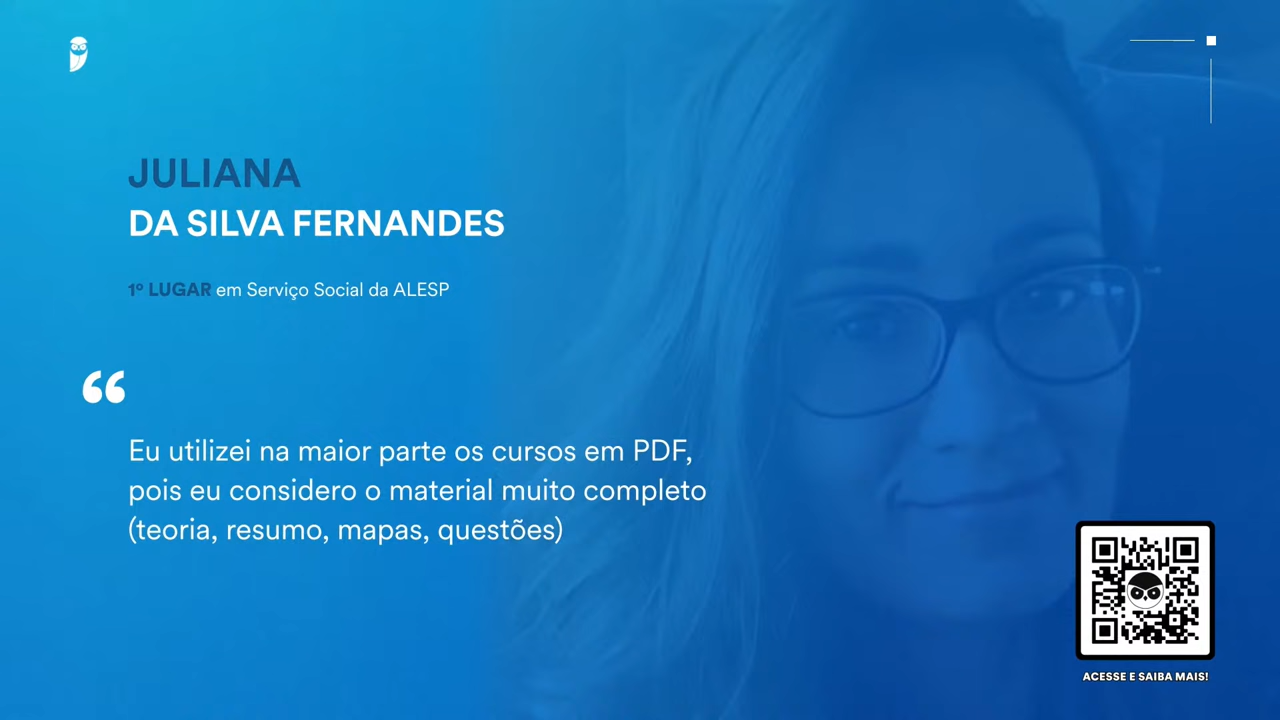 JULIANA
DA SILVA FERNANDES
1º LUGAR em Serviço Social da ALESP
“
Eu utilizei na maior parte os cursos em PDF,
pois eu considero o material muito completo
(teoria, resumo, mapas, questões)
ACESSE E SAIBA MAIS!